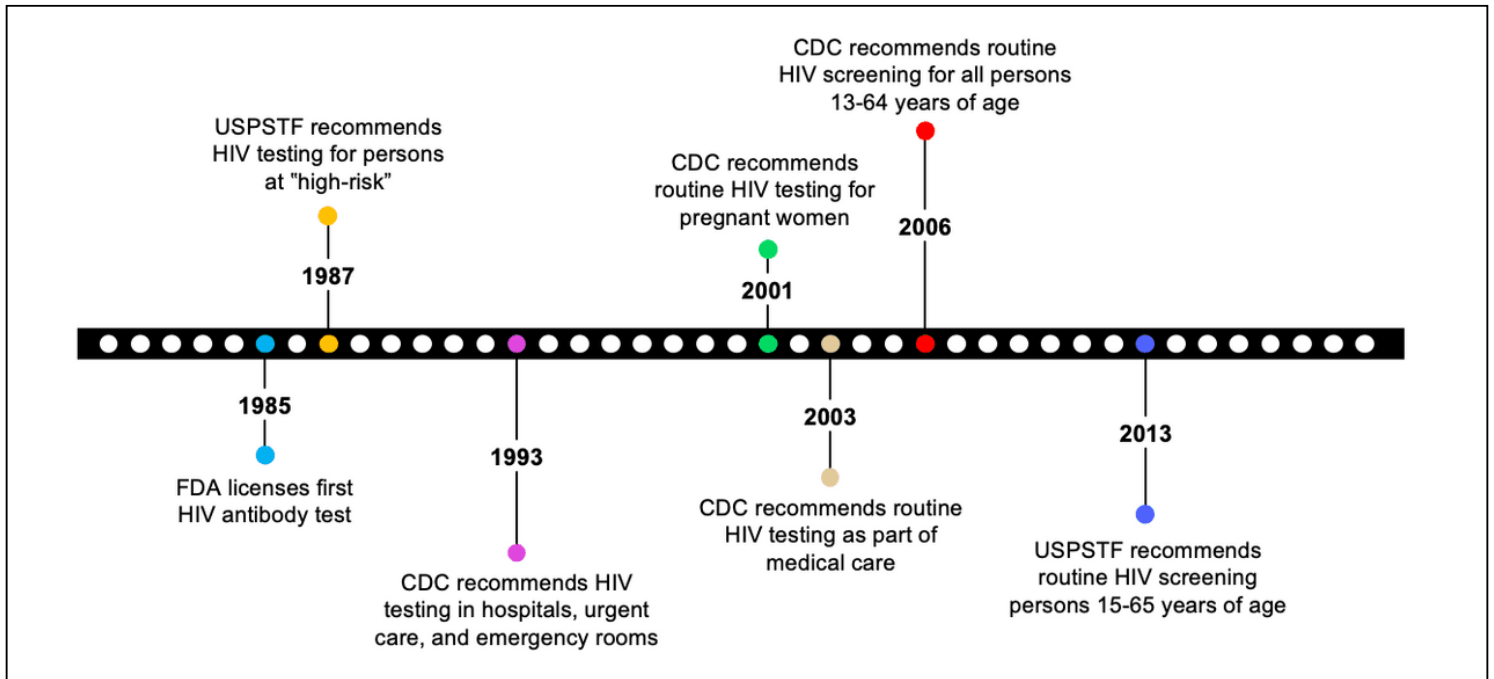 CDC recommends routine
HIV screening for all persons
13-64 years of age
USPSTF recommends
HIV testing for persons
at "high-risk"
CDC recommends
routine HIV testing for
pregnant women
2006
1987
2001
1985
2003
2013
1993
FDA licenses first
HIV antibody test
CDC recommends routine
HIV testing as part of
medical care
USPSTF recommends
routine HIV screening
persons 15-65 years of age
CDC recommends HIV
testing in hospitals, urgent
care, and emergency rooms